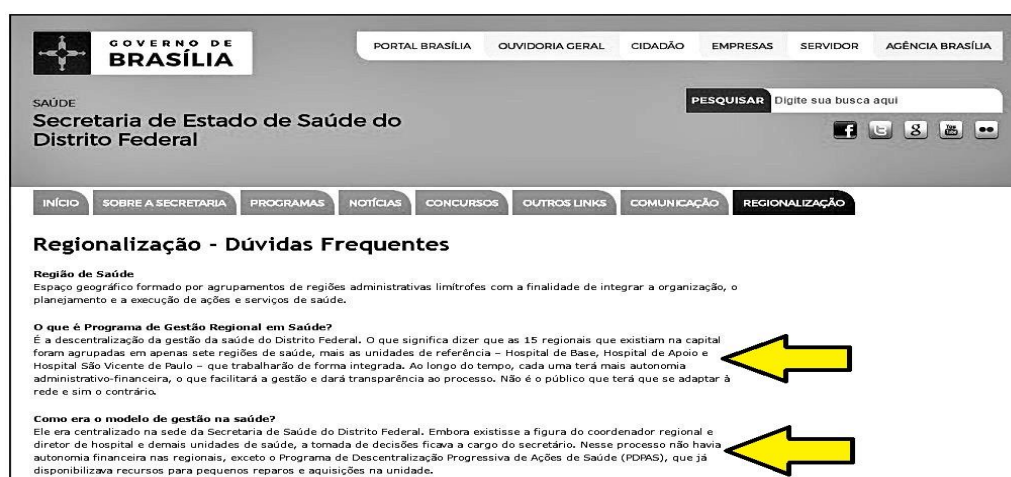 GOVERNO DE
BRASÍLIA
PORTAL BRASÍLIA OUVIDORIA GERAL CIDADÃO EMPRESAS SERVIDOR AGÊNCIA BRASÍLIA
SAÚDE
Secretaria de Estado de Saúde do
Distrito Federal
PESQUISAR Digite sua busca aqui
INÍCIO SOBRE A SECRETARIA PROGRAMAS NOTÍCIAS CONCURSOS OUTROS LINKS COMUNICAÇÃO REGIONALIZAÇÃO
Regionalização - Dúvidas Frequentes
Região de Saúde
Espaço geográfico formado por agrupamentos de regiões administrativas limítrofes com a finalidade de integrar a organização, o
planejamento e a execução de ações e serviços de saúde.
O que é Programa de Gestão Regional em Saúde?
É a descentralização da gestão da saúde do Distrito Federal. O que significa dizer que as 15 regionais que existiam na capital
foram agrupadas em apenas sete regiões de saúde, mais as unidades de referência – Hospital de Base, Hospital de Apoio e
Hospital São Vicente de Paulo – que trabalharão de forma integrada. Ao longo do tempo, cada uma terá mais autonomia
administrativo-financeira, o que facilitará a gestão e dará transparência ao processo. Não é o público que terá que se adaptar à
rede e sim o contrário.
Como era o modelo de gestão na saúde?
Ele era centralizado na sede da Secretaria de Saúde do Distrito Federal. Embora existisse a figura do coordenador regional e
diretor de hospital e demais unidades de saúde, a tomada de decisões ficava a cargo do secretário. Nesse processo não havia
autonomia financeira nas regionais, exceto o Programa de Descentralização Progressiva de Ações de Saúde (PDPAS), que já
disponibilizava recursos para pequenos reparos e aquisições na unidade.